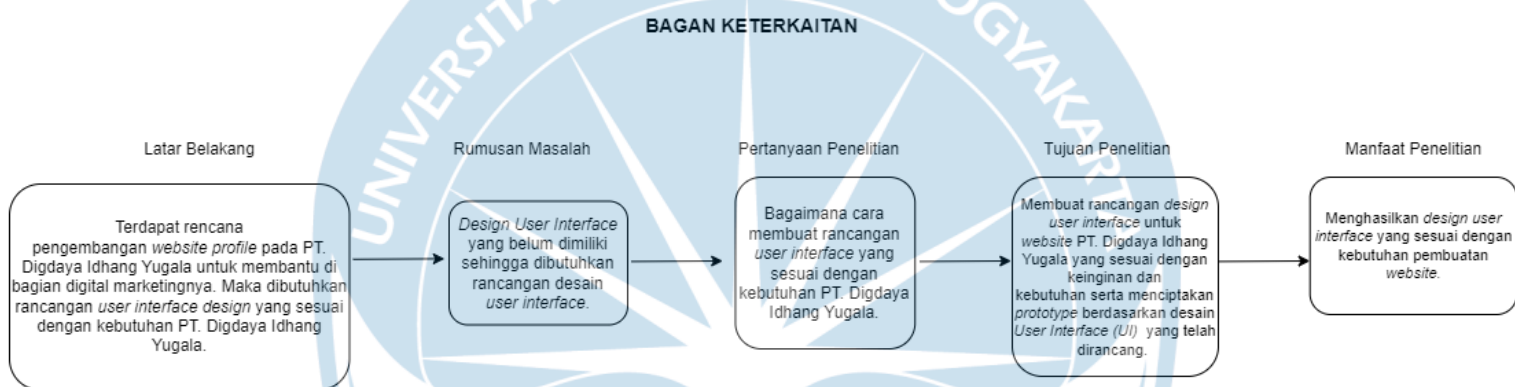 BAGAN KETERKAITAN
UNIVERSITA
OGYAKARTA
Latar Belakang
Terdapat rencana
pengembangan website profile pada PT.
Digdaya Idhang Yugala untuk membantu di
bagian digital marketingnya. Maka dibutuhkan
rancangan user interface design yang sesuai
dengan kebutuhan PT. Digdaya Idhang
Yugala.
Rumusan Masalah
Design User Interface
yang belum dimiliki
sehingga dibutuhkan
rancangan desain
user interface.
Pertanyaan Penelitian
Bagaimana cara
membuat rancangan
user interface yang
sesuai dengan
kebutuhan PT. Digdaya
Idhang Yugala.
Tujuan Penelitian
Membuat rancangan design
user interface untuk
website PT. Digdaya Idhang
Yugala yang sesuai dengan
keinginan dan
kebutuhan serta menciptakan
prototype berdasarkan desain
User Interface (UI) yang telah
dirancang.
Manfaat Penelitian
Menghasilkan design user
interface yang sesuai dengan
kebutuhan pembuatan
website.